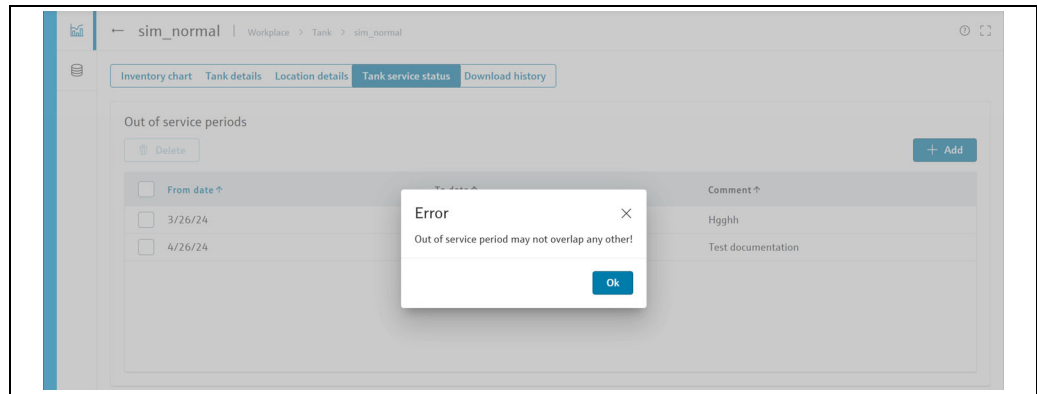 ← sim_normal | Workplace > Tank > sim_normal
Inventory chart Tank details Location details Tank service status Download history
Out of service periods
Delete
+ Add
From date ↑ To date ↑ Comment ↑
3/26/24 Hgghh
4/26/24 Test documentation
Error
Out of service period may not overlap any other!
Ok